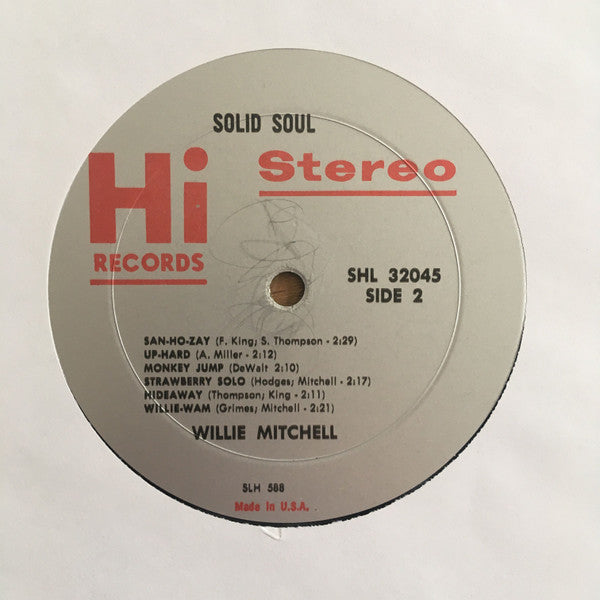 SOLID SOUL
Hi
RECORDS
Stereo
SHL 32045
SIDE 2
SAN-HO-ZAY (F. King; S. Thompson - 2:29)
UP-HARD (A. Miller - 2:12)
MONKEY JUMP (DeWalt 2:10)
STRAWBERRY SOLO (Hodges; Mitchell - 2:17)
HIDEAWAY (Thompson; King - 2:11)
WILLIE-WAM (Grimes; Mitchell - 2:21)
WILLIE MITCHELL
SLH 588
Made in U.S.A.